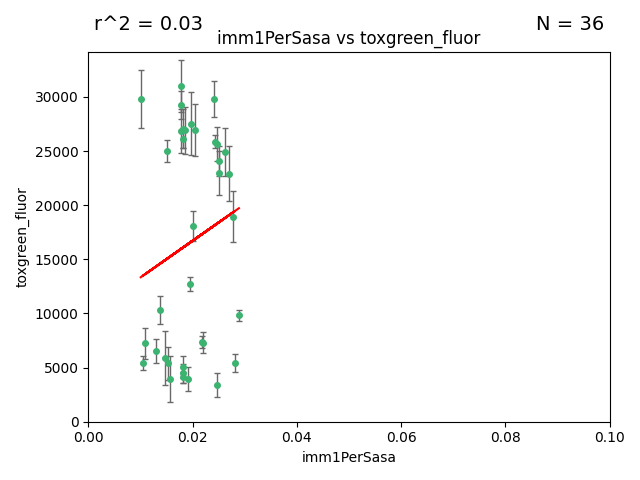 r^2 = 0.03
N = 36
imm1PerSasa vs toxgreen_fluor
toxgreen_fluor
30000
25000
20000
15000
10000
5000
0
0.00
0.02
0.04
0.06
0.08
0.10
imm1PerSasa